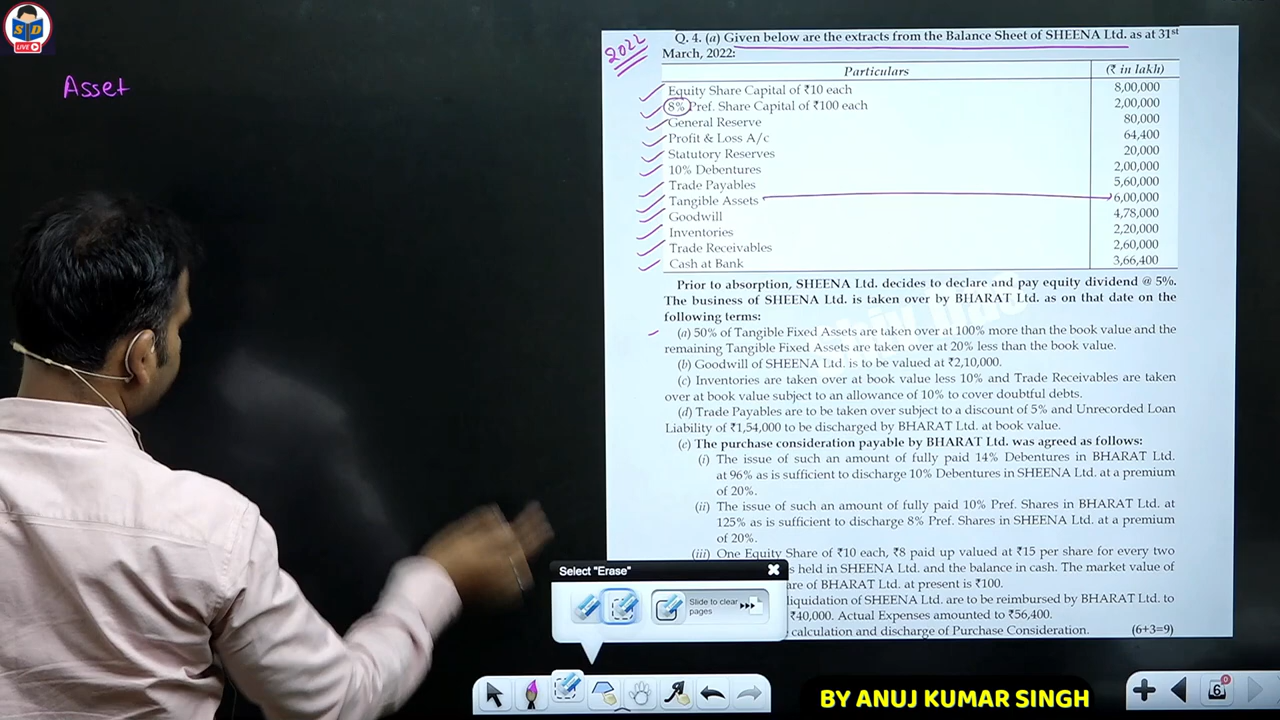 S D
LIVE
Asset
2022
Q. 4. (a) Given below are the extracts from the Balance Sheet of SHEENA Ltd. as at 31st
March, 2022:
Particulars (₹ in lakh)
Equity Share Capital of ₹10 each 8,00,000
8% Pref. Share Capital of ₹100 each 2,00,000
General Reserve 80,000
Profit & Loss A/c 64,400
Statutory Reserves 20,000
10% Debentures 2,00,000
Trade Payables 5,60,000
Tangible Assets 6,00,000
Goodwill 4,78,000
Inventories 2,20,000
Trade Receivables 2,60,000
Cash at Bank 3,66,400
Prior to absorption, SHEENA Ltd. decides to declare and pay equity dividend @ 5%.
The business of SHEENA Ltd. is taken over by BHARAT Ltd. as on that date on the
following terms:
(a) 50% of Tangible Fixed Assets are taken over at 100% more than the book value and the
remaining Tangible Fixed Assets are taken over at 20% less than the book value.
(b) Goodwill of SHEENA Ltd. is to be valued at ₹2,10,000.
(c) Inventories are taken over at book value less 10% and Trade Receivables are taken
over at book value subject to an allowance of 10% to cover doubtful debts.
(d) Trade Payables are to be taken over subject to a discount of 5% and Unrecorded Loan
Liability of ₹1,54,000 to be discharged by BHARAT Ltd. at book value.
(e) The purchase consideration payable by BHARAT Ltd. was agreed as follows:
(i) The issue of such an amount of fully paid 14% Debentures in BHARAT Ltd.
at 96% as is sufficient to discharge 10% Debentures in SHEENA Ltd. at a premium
of 20%.
(ii) The issue of such an amount of fully paid 10% Pref. Shares in BHARAT Ltd. at
125% as is sufficient to discharge 8% Pref. Shares in SHEENA Ltd. at a premium
of 20%.
(iii) One Equity Share of ₹10 each, ₹8 paid up valued at ₹15 per share for every two
s held in SHEENA Ltd. and the balance in cash. The market value of
are of BHARAT Ltd. at present is ₹100.
liquidation of SHEENA Ltd. are to be reimbursed by BHARAT Ltd. to
₹40,000. Actual Expenses amounted to ₹56,400.
calculation and discharge of Purchase Consideration. (6+3=9)
Select "Erase"
Slide to clear
pages
6
0
BY ANUJ KUMAR SINGH